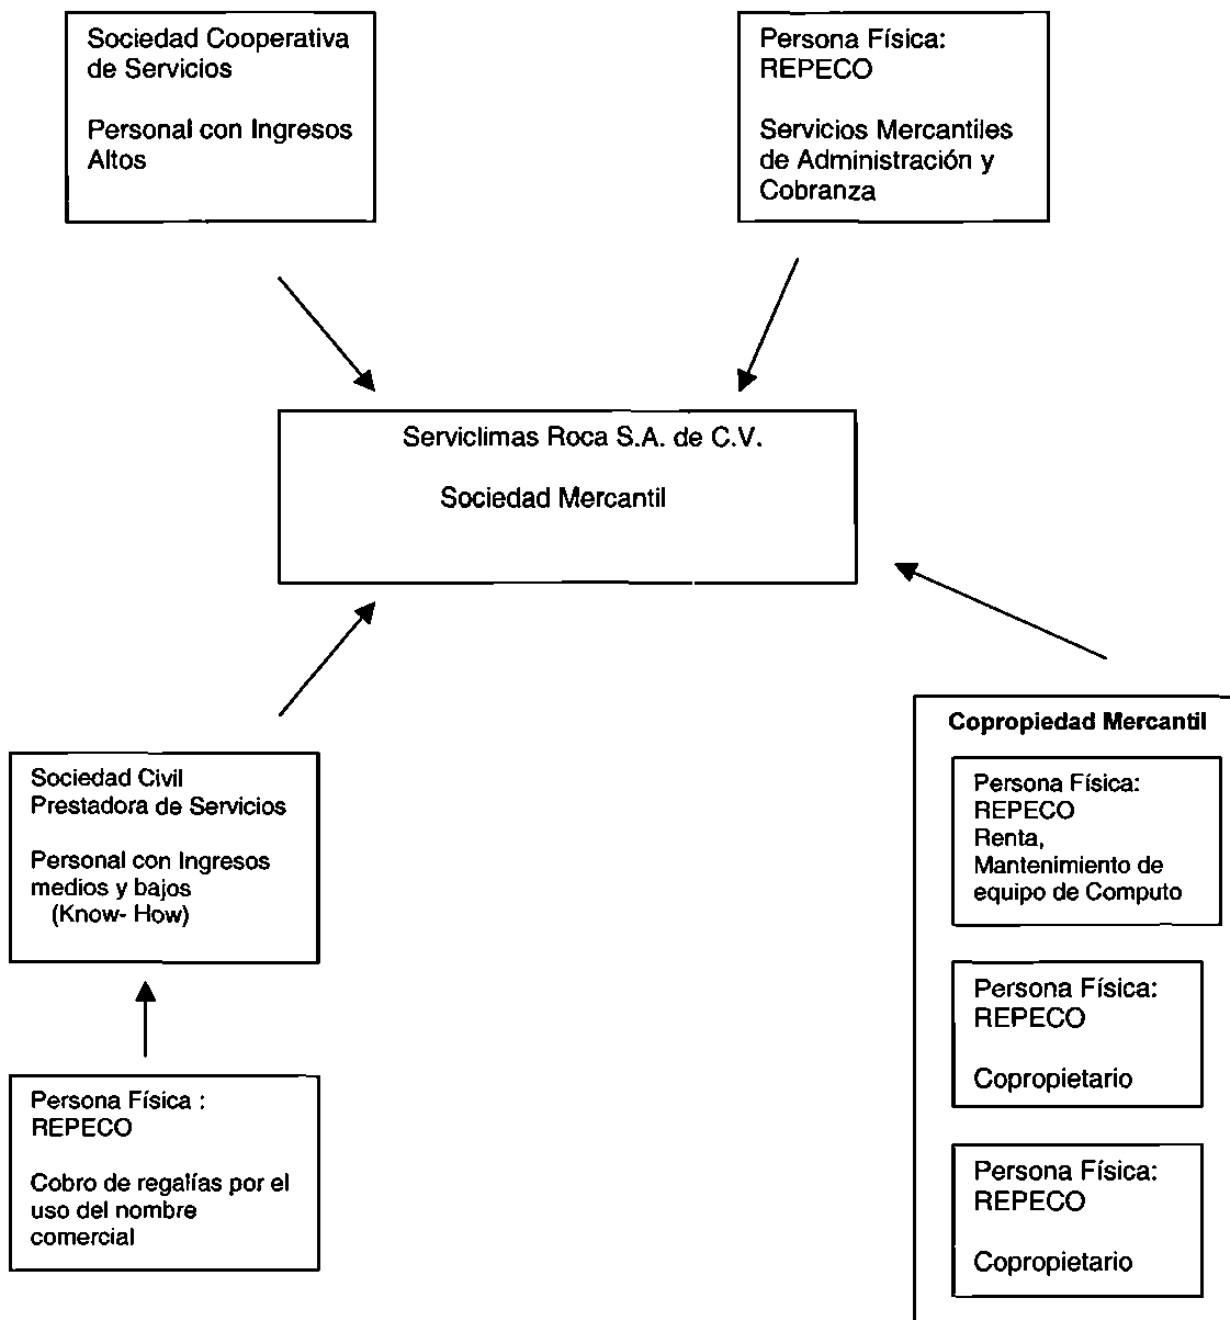 Sociedad Cooperativa
de Servicios
Personal con Ingresos
Altos
Persona Física:
REPECO
Servicios Mercantiles
de Administración y
Cobranza
Serviclimas Roca S.A. de C.V.
Sociedad Mercantil
Sociedad Civil
Prestadora de Servicios
Personal con Ingresos
medios y bajos
(Know- How)
Persona Física :
REPECO
Cobro de regalías por el
uso del nombre
comercial
Copropiedad Mercantil
Persona Física:
REPECO
Renta,
Mantenimiento de
equipo de Computo
Persona Física:
REPECO
Copropietario
Persona Física:
REPECO
Copropietario